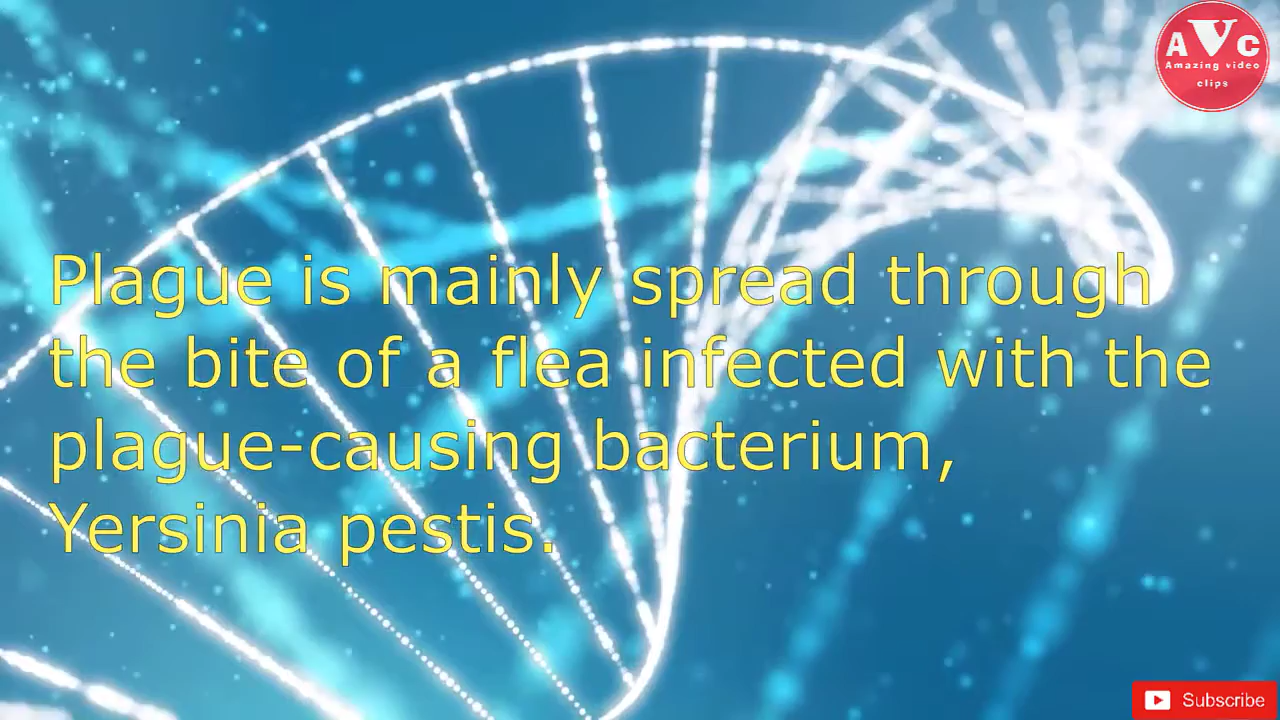 AVC
Amazing video
clips
Plague is mainly spread through
the bite of a flea infected with the
plague-causing bacterium,
Yersinia pestis.
Subscribe